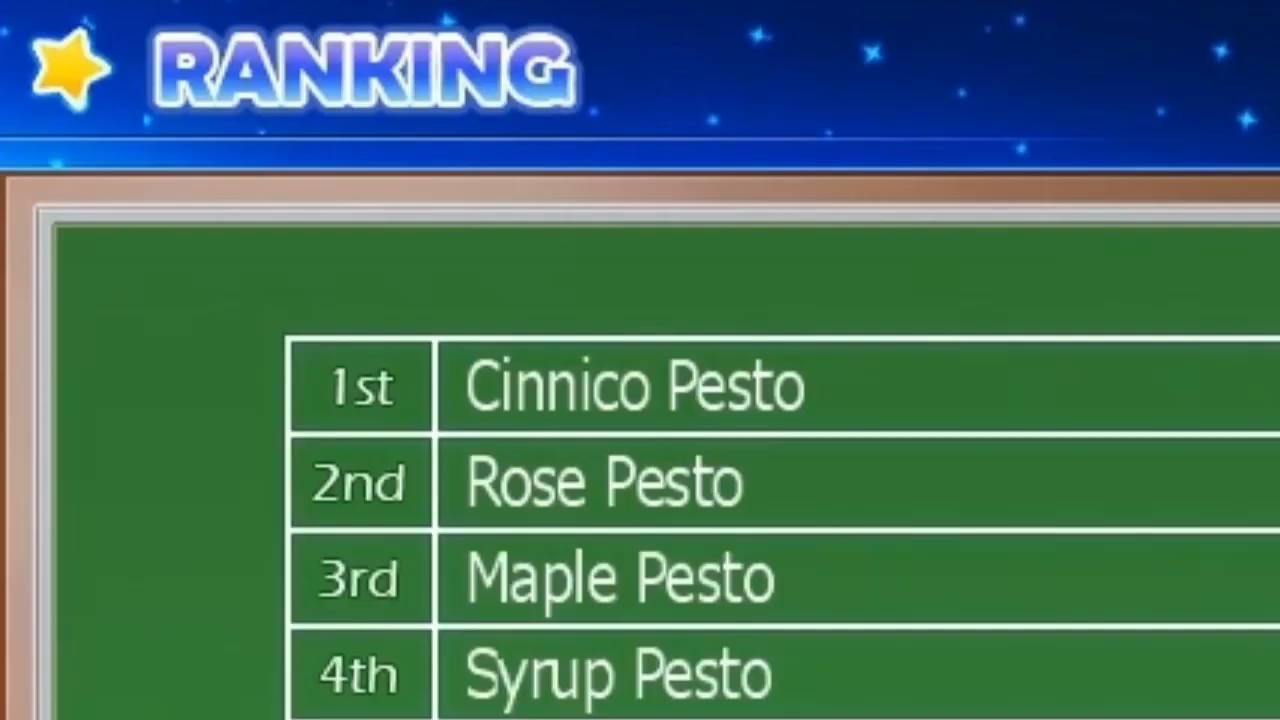 RANKING
1st Cinnico Pesto
2nd Rose Pesto
3rd Maple Pesto
4th Syrup Pesto